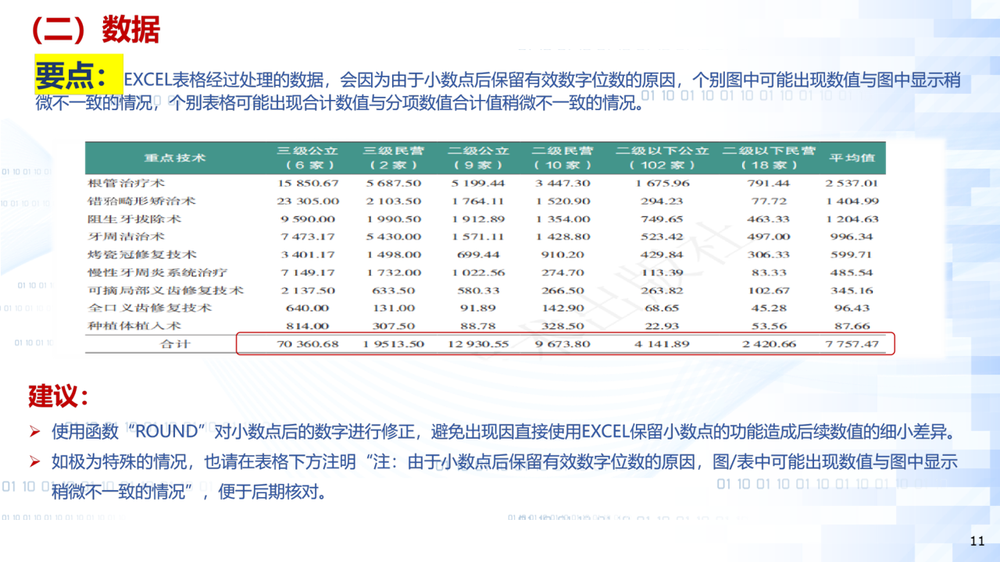 （二）数据
要点：EXCEL表格经过处理的数据，会因为由于小数点后保留有效数字位数的原因，个别图中可能出现数值与图中显示稍
微不一致的情况，个别表格可能出现合计数值与分项数值合计值稍微不一致的情况。
重点技术 三级公立（6 家） 三级民营（2 家） 二级公立（9 家） 二级民营（10 家） 二级以下公立（102 家） 二级以下民营（18 家） 平均值
根管治疗术 15 850.67 5 687.50 5 199.44 3 447.30 1 675.96 791.44 2 537.01
错𬌗畸形矫治术 23 305.00 2 103.50 1 764.11 1 520.90 294.23 77.72 1 404.99
阻生牙拔除术 9 590.00 1 990.50 1 912.89 1 354.00 749.65 463.33 1 204.63
牙周洁治术 7 473.17 5 430.00 1 571.11 1 428.80 523.42 497.00 996.34
烤瓷冠修复技术 3 401.17 1 498.00 699.44 910.20 429.84 306.33 599.71
慢性牙周炎系统治疗 7 149.17 1 732.00 1 022.56 274.70 113.39 83.33 485.54
可摘局部义齿修复技术 2 137.50 633.50 580.33 266.50 263.82 102.67 345.16
全口义齿修复技术 640.00 131.00 91.89 142.90 68.65 45.28 96.43
种植体植入术 814.00 307.50 88.78 328.50 22.93 53.56 87.66
合计 70 360.68 1 9513.50 12 930.55 9 673.80 4 141.89 2 420.66 7 757.47
建议：
使用函数“ROUND”对小数点后的数字进行修正，避免出现因直接使用EXCEL保留小数点的功能造成后续数值的细小差异。
如极为特殊的情况，也请在表格下方注明“注：由于小数点后保留有效数字位数的原因，图/表中可能出现数值与图中显示
稍微不一致的情况”，便于后期核对。
11